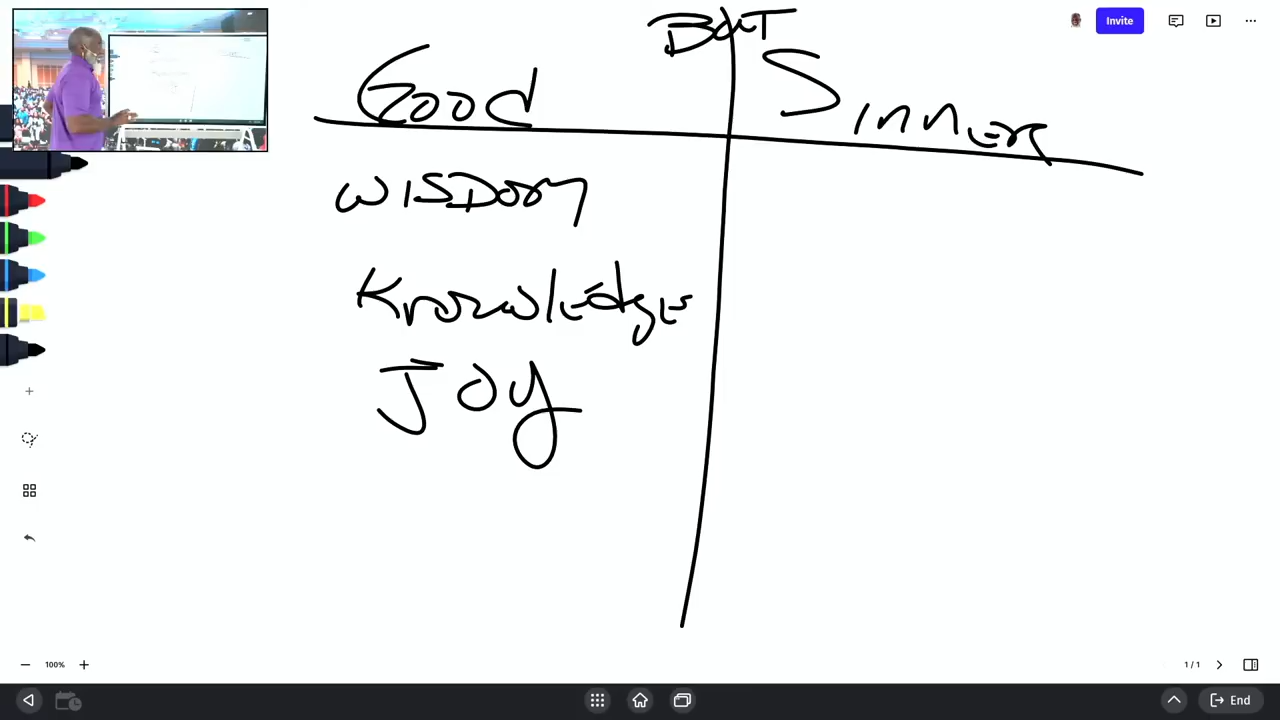 BUT
Good
Sinner
WISDOM
Knowledge
Joy
Invite
100%
1/1
End